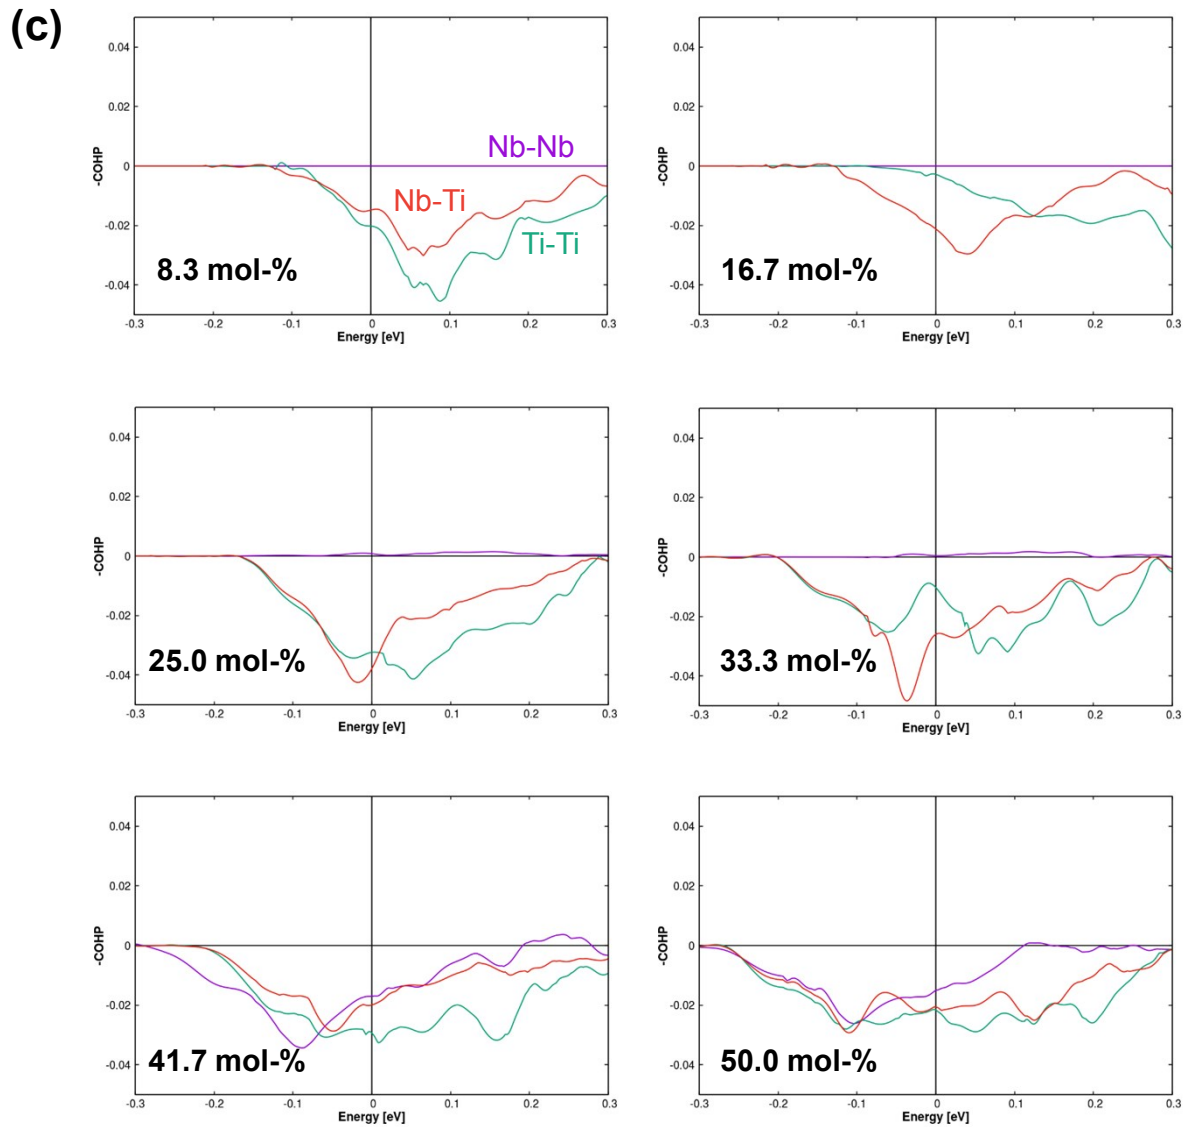 (c)
0.04
0.02
0
-0.02
-0.04
-COHP
Nb-Nb
Nb-Ti
Ti-Ti
8.3 mol-%
-0.3 -0.2 -0.1 0 0.1 0.2 0.3
Energy [eV]
0.04
0.02
0
-0.02
-0.04
-COHP
16.7 mol-%
-0.3 -0.2 -0.1 0 0.1 0.2 0.3
Energy [eV]
0.04
0.02
0
-0.02
-0.04
-COHP
25.0 mol-%
-0.3 -0.2 -0.1 0 0.1 0.2 0.3
Energy [eV]
0.04
0.02
0
-0.02
-0.04
-COHP
33.3 mol-%
-0.3 -0.2 -0.1 0 0.1 0.2 0.3
Energy [eV]
0.04
0.02
0
-0.02
-0.04
-COHP
41.7 mol-%
-0.3 -0.2 -0.1 0 0.1 0.2 0.3
Energy [eV]
0.04
0.02
0
-0.02
-0.04
-COHP
50.0 mol-%
-0.3 -0.2 -0.1 0 0.1 0.2 0.3
Energy [eV]